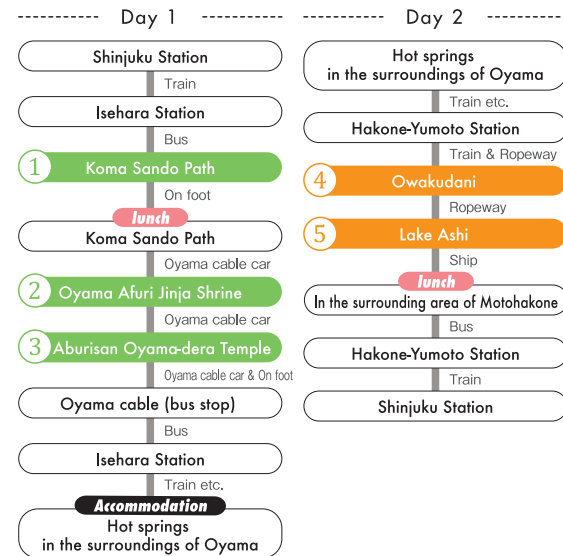 Day 1
Shinjuku Station
Train
Isehara Station
Bus
1 Koma Sando Path
On foot
lunch
Koma Sando Path
Oyama cable car
2 Oyama Afuri Jinja Shrine
Oyama cable car
3 Aburisan Oyama-dera Temple
Oyama cable car & On foot
Oyama cable (bus stop)
Bus
Isehara Station
Train etc.
Accommodation
Hot springs
in the surroundings of Oyama
Day 2
Hot springs
in the surroundings of Oyama
Train etc.
Hakone-Yumoto Station
Train & Ropeway
4 Owakudani
Ropeway
5 Lake Ashi
Ship
lunch
In the surrounding area of Motohakone
Bus
Hakone-Yumoto Station
Train
Shinjuku Station